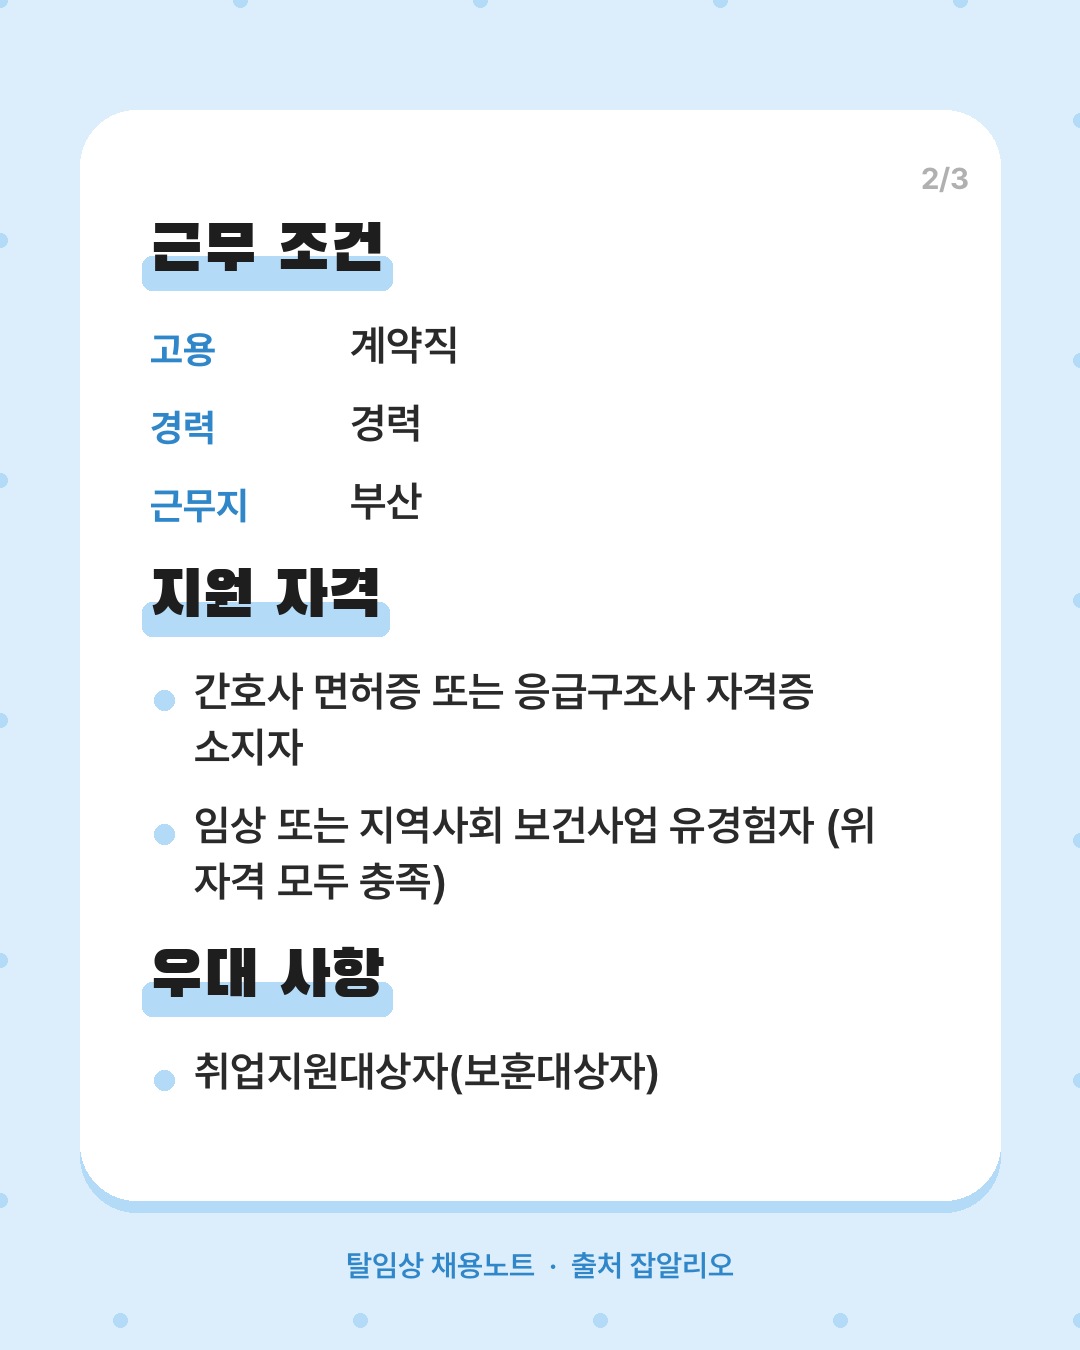 2/3
근무 조건
고용 계약직
경력 경력
근무지 부산
지원 자격
간호사 면허증 또는 응급구조사 자격증
소지자
임상 또는 지역사회 보건사업 유경험자 (위
자격 모두 충족)
우대 사항
취업지원대상자(보훈대상자)
탈임상 채용노트 · 출처 잡알리오